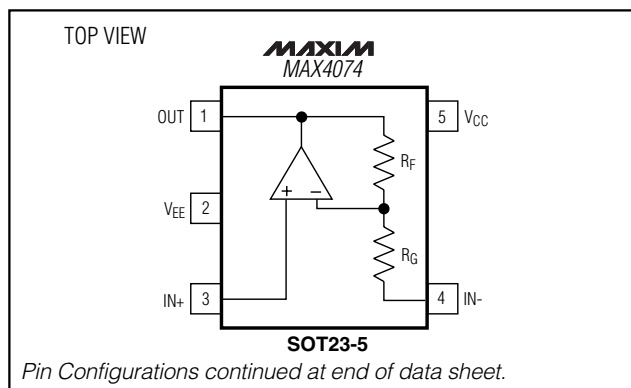 TOP VIEW
MAXIM
MAX4074
OUT 1
5 VCC
RF
+ −
VEE 2
RG
IN+ 3
4 IN-
SOT23-5
Pin Configurations continued at end of data sheet.